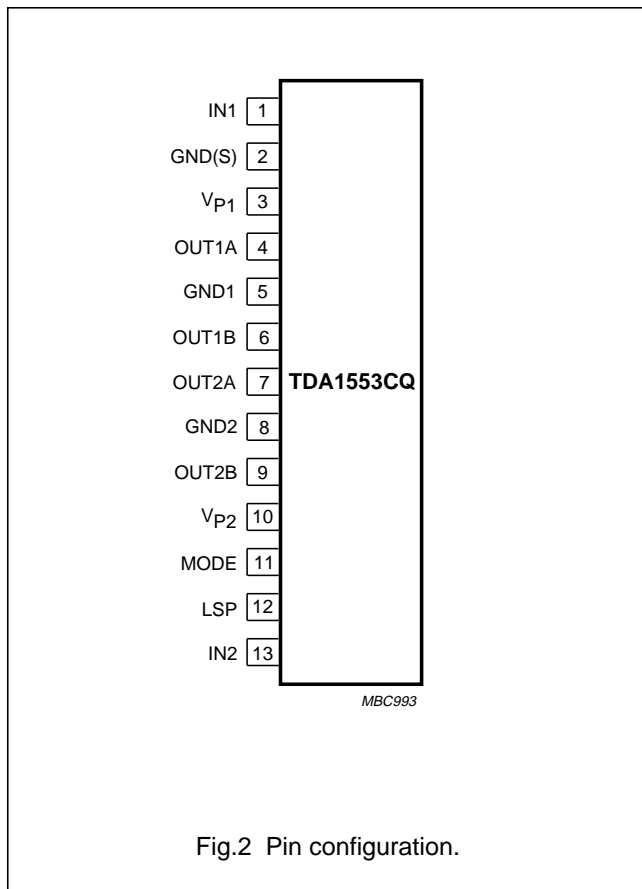 IN1 1
GND(S) 2
VP1 3
OUT1A 4
GND1 5
OUT1B 6
OUT2A 7 TDA1553CQ
GND2 8
OUT2B 9
VP2 10
MODE 11
LSP 12
IN2 13
MBC993
Fig.2 Pin configuration.